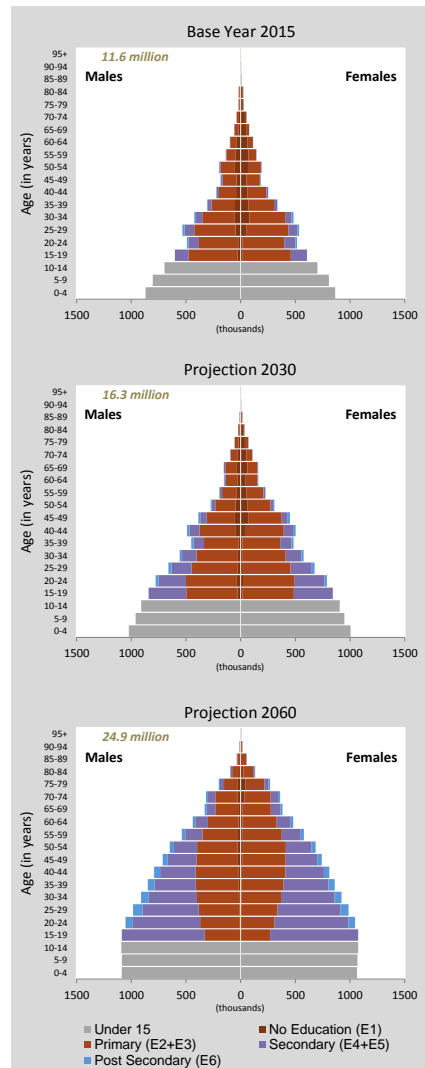 Base Year 2015
11.6 million
Males
Females
Age (in years)
95+
90-94
85-89
80-84
75-79
70-74
65-69
60-64
55-59
50-54
45-49
40-44
35-39
30-34
25-29
20-24
15-19
10-14
5-9
0-4
1500 1000 500 0 500 1000 1500
(thousands)
Projection 2030
16.3 million
Males
Females
Age (in years)
95+
90-94
85-89
80-84
75-79
70-74
65-69
60-64
55-59
50-54
45-49
40-44
35-39
30-34
25-29
20-24
15-19
10-14
5-9
0-4
1500 1000 500 0 500 1000 1500
(thousands)
Projection 2060
24.9 million
Males
Females
Age (in years)
95+
90-94
85-89
80-84
75-79
70-74
65-69
60-64
55-59
50-54
45-49
40-44
35-39
30-34
25-29
20-24
15-19
10-14
5-9
0-4
1500 1000 500 0 500 1000 1500
(thousands)
Under 15
No Education (E1)
Primary (E2+E3)
Secondary (E4+E5)
Post Secondary (E6)